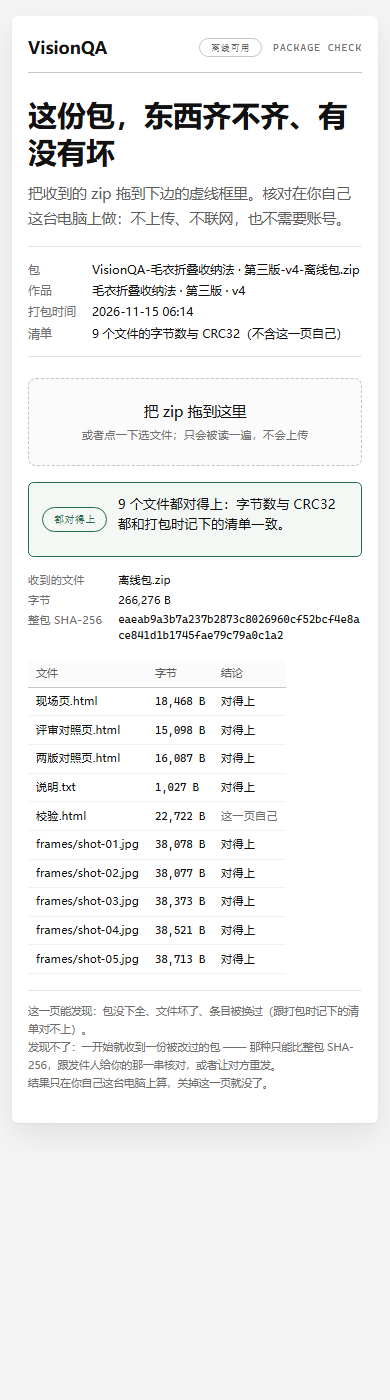 VisionQA
离线可用
PACKAGE CHECK
这份包，东西齐不齐、有
没有坏
把收到的 zip 拖到下边的虚线框里。核对在你自己
这台电脑上做：不上传、不联网，也不需要账号。
包 VisionQA-毛衣折叠收纳法 · 第三版-v4-离线包.zip
作品 毛衣折叠收纳法 · 第三版 · v4
打包时间 2026-11-15 06:14
清单 9 个文件的字节数与 CRC32（不含这一页自己）
把 zip 拖到这里
或者点一下选文件；只会被读一遍，不会上传
都对得上
9 个文件都对得上：字节数与 CRC32
都和打包时记下的清单一致。
收到的文件 离线包.zip
字节 266,276 B
整包 SHA-256 eaeab9a3b7a237b2873c8026960cf52bcf4e8a
ce841d1b1745fae79c79a0c1a2
文件 字节 结论
现场页.html 18,468 B 对得上
评审对照页.html 15,098 B 对得上
两版对照页.html 16,087 B 对得上
说明.txt 1,027 B 对得上
校验.html 22,722 B 这一页自己
frames/shot-01.jpg 38,078 B 对得上
frames/shot-02.jpg 38,077 B 对得上
frames/shot-03.jpg 38,373 B 对得上
frames/shot-04.jpg 38,521 B 对得上
frames/shot-05.jpg 38,713 B 对得上
这一页能发现：包没下全、文件坏了、条目被换过（跟打包时记下的清
单对不上）。
发现不了：一开始就收到一份被改过的包 —— 那种只能比整包 SHA-
256，跟发件人给你的那一串核对，或者让对方重发。
结果只在你自己这台电脑上算，关掉这一页就没了。